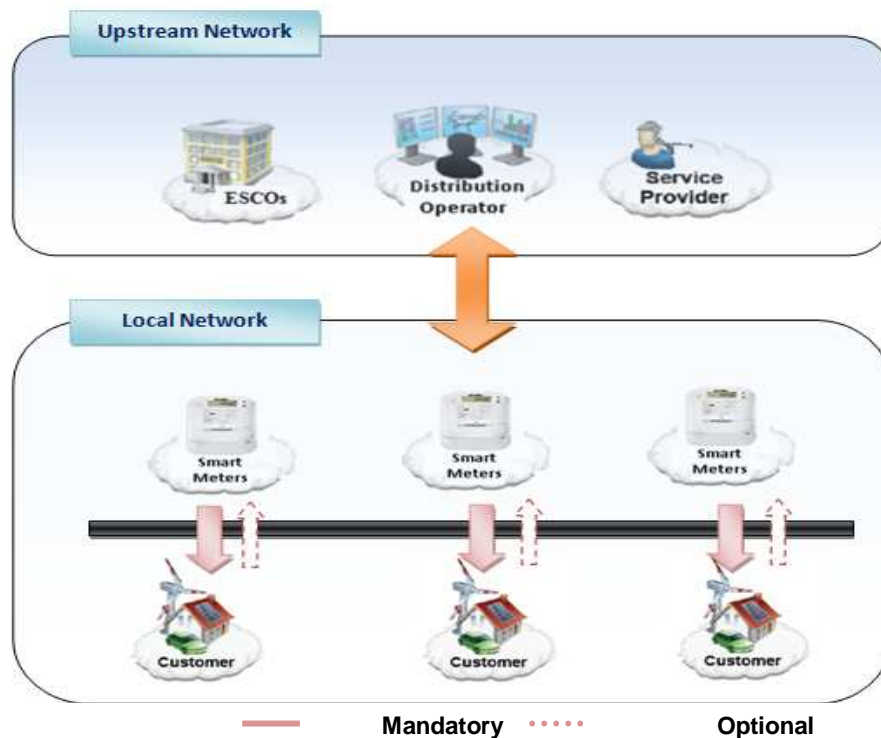 Upstream Network
ESCOs
Distribution
Operator
Service
Provider
Local Network
Smart
Meters
Smart
Meters
Smart
Meters
Customer
Customer
Customer
Mandatory
Optional